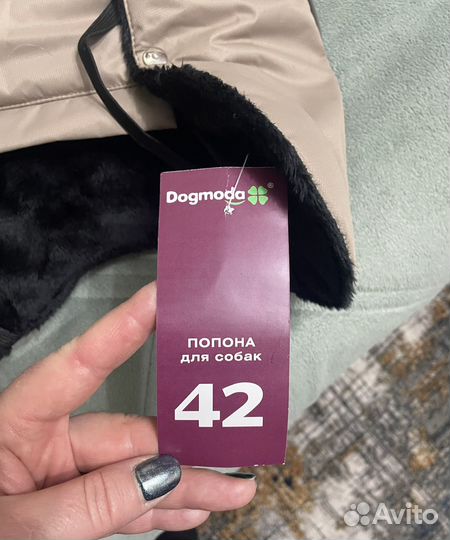 Dogmoda®
ПОПОНА
для собак
42
Avito